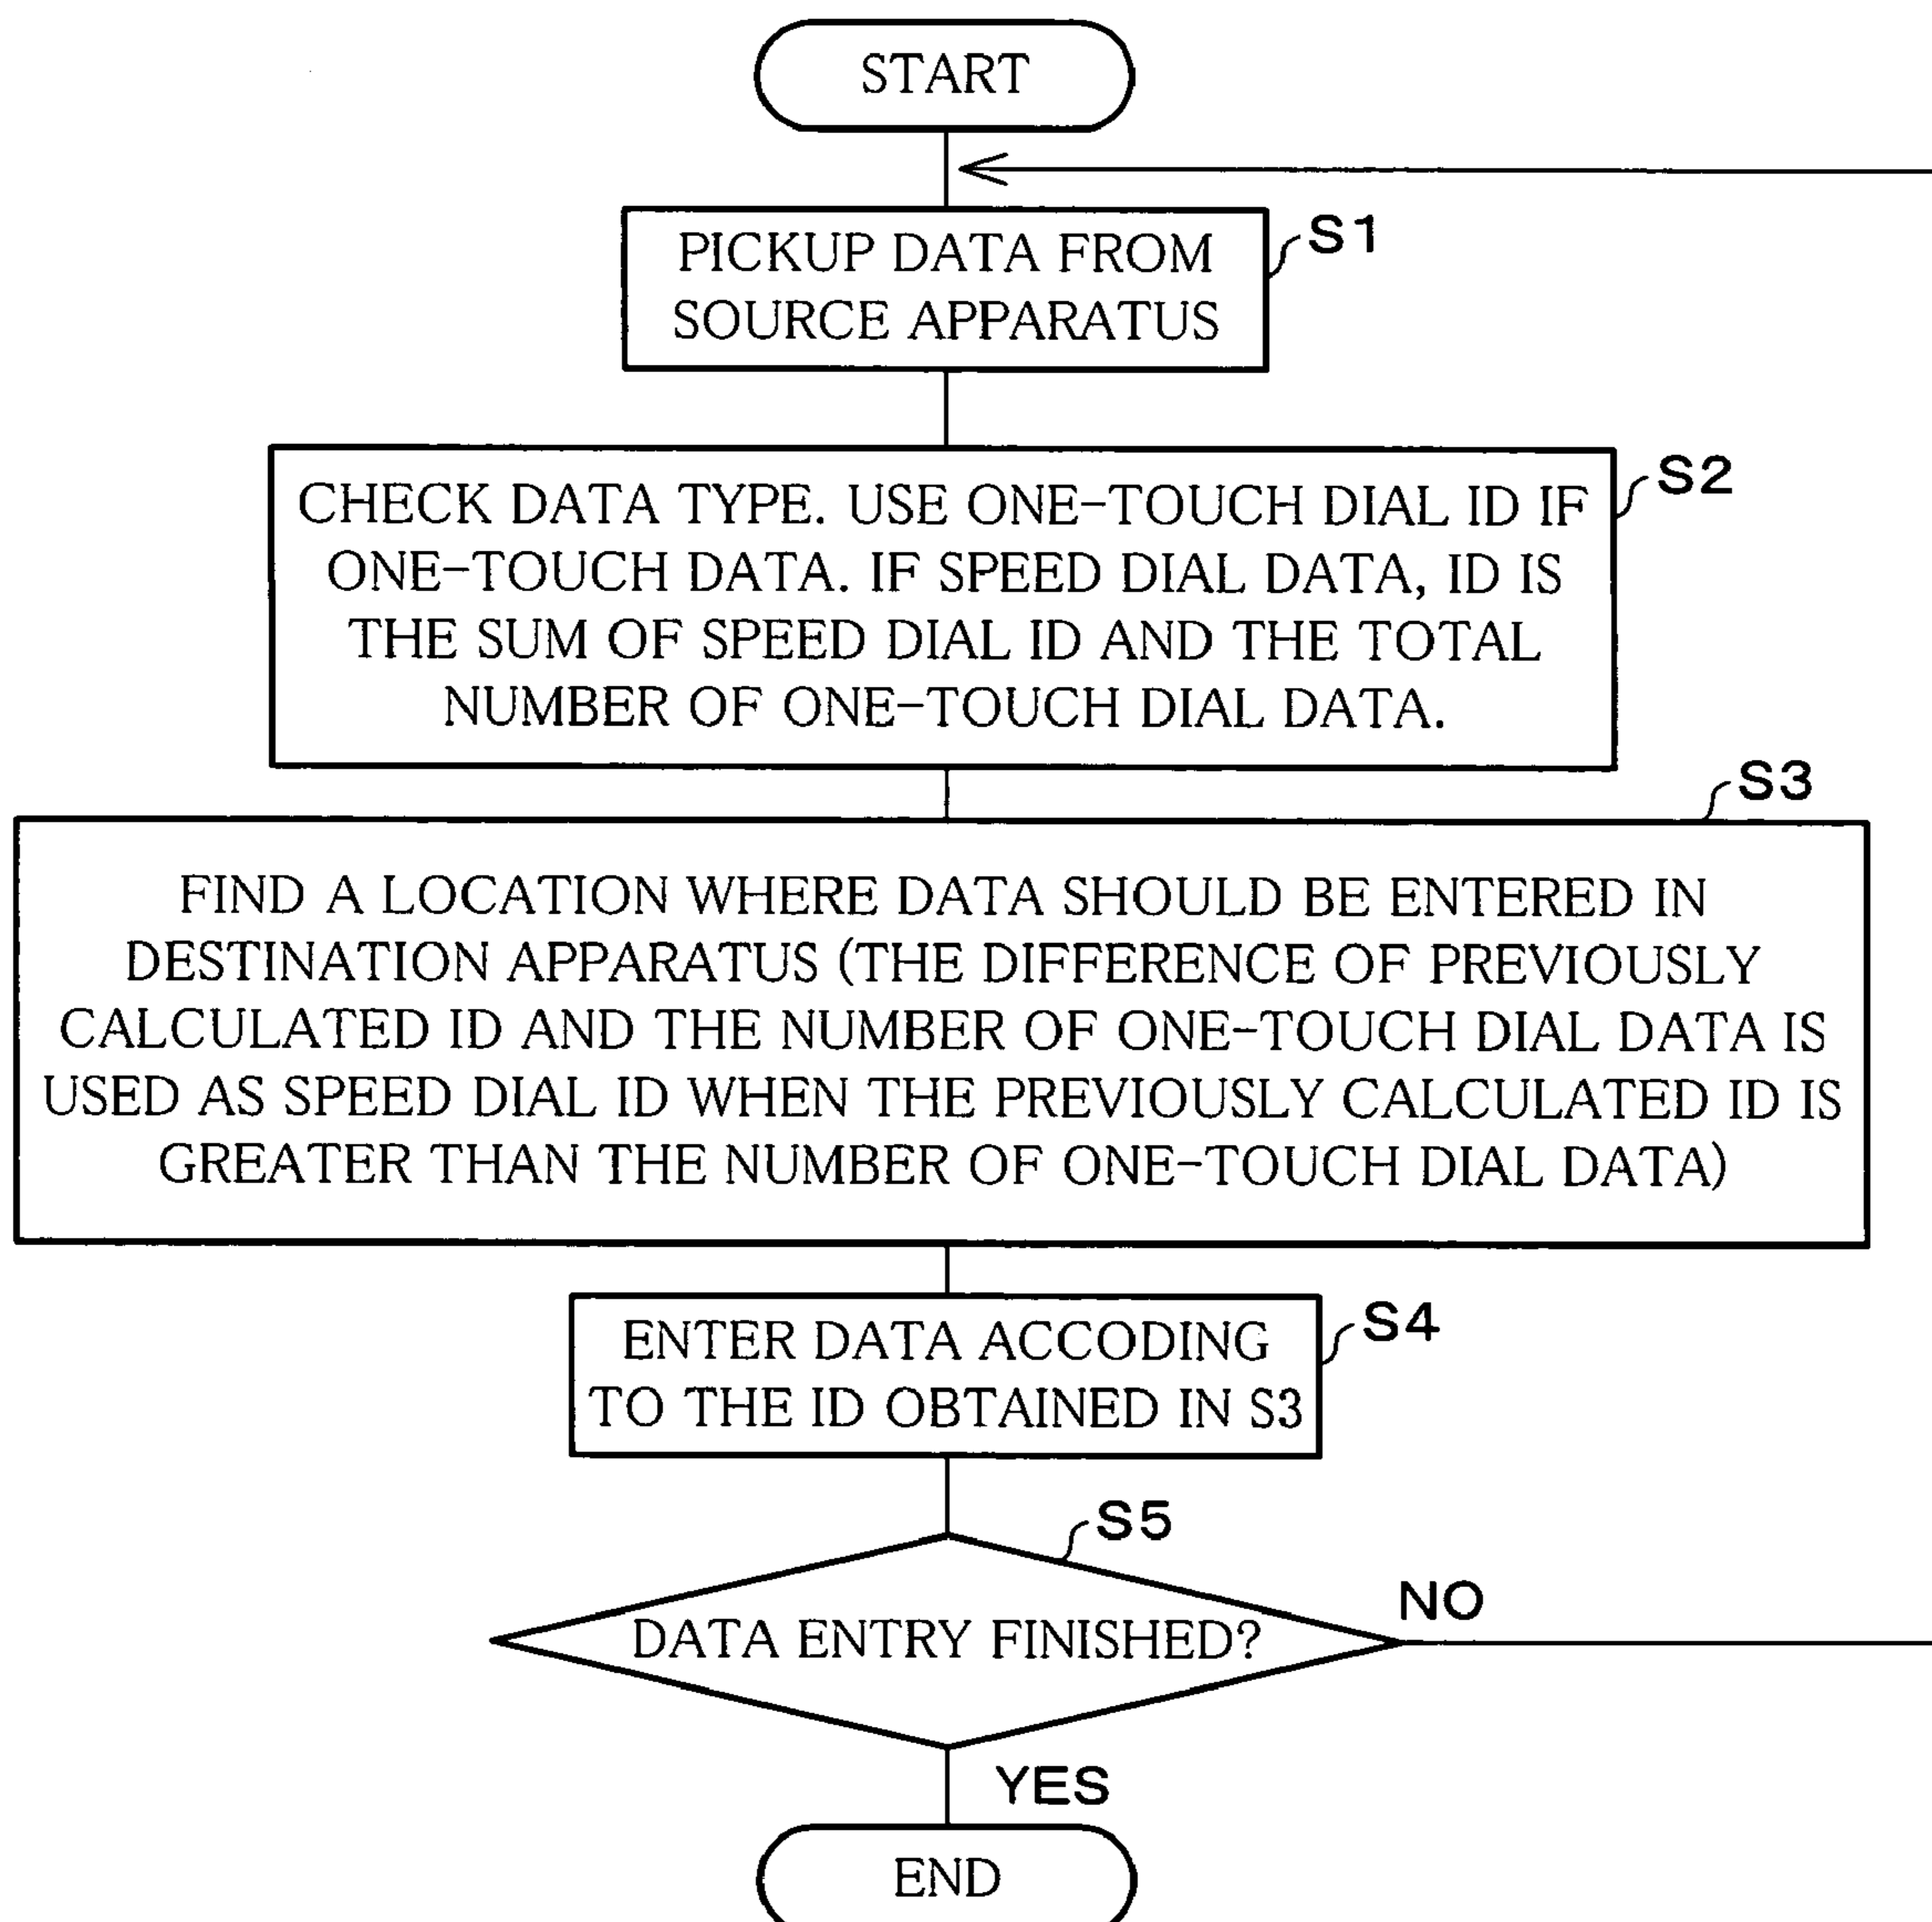 START
PICKUP DATA FROM
SOURCE APPARATUS
S1
CHECK DATA TYPE. USE ONE-TOUCH DIAL ID IF
ONE-TOUCH DATA. IF SPEED DIAL DATA, ID IS
THE SUM OF SPEED DIAL ID AND THE TOTAL
NUMBER OF ONE-TOUCH DIAL DATA.
S2
S3
FIND A LOCATION WHERE DATA SHOULD BE ENTERED IN
DESTINATION APPARATUS (THE DIFFERENCE OF PREVIOUSLY
CALCULATED ID AND THE NUMBER OF ONE-TOUCH DIAL DATA IS
USED AS SPEED DIAL ID WHEN THE PREVIOUSLY CALCULATED ID IS
GREATER THAN THE NUMBER OF ONE-TOUCH DIAL DATA)
ENTER DATA ACCODING
TO THE ID OBTAINED IN S3
S4
S5
DATA ENTRY FINISHED?
NO
YES
END